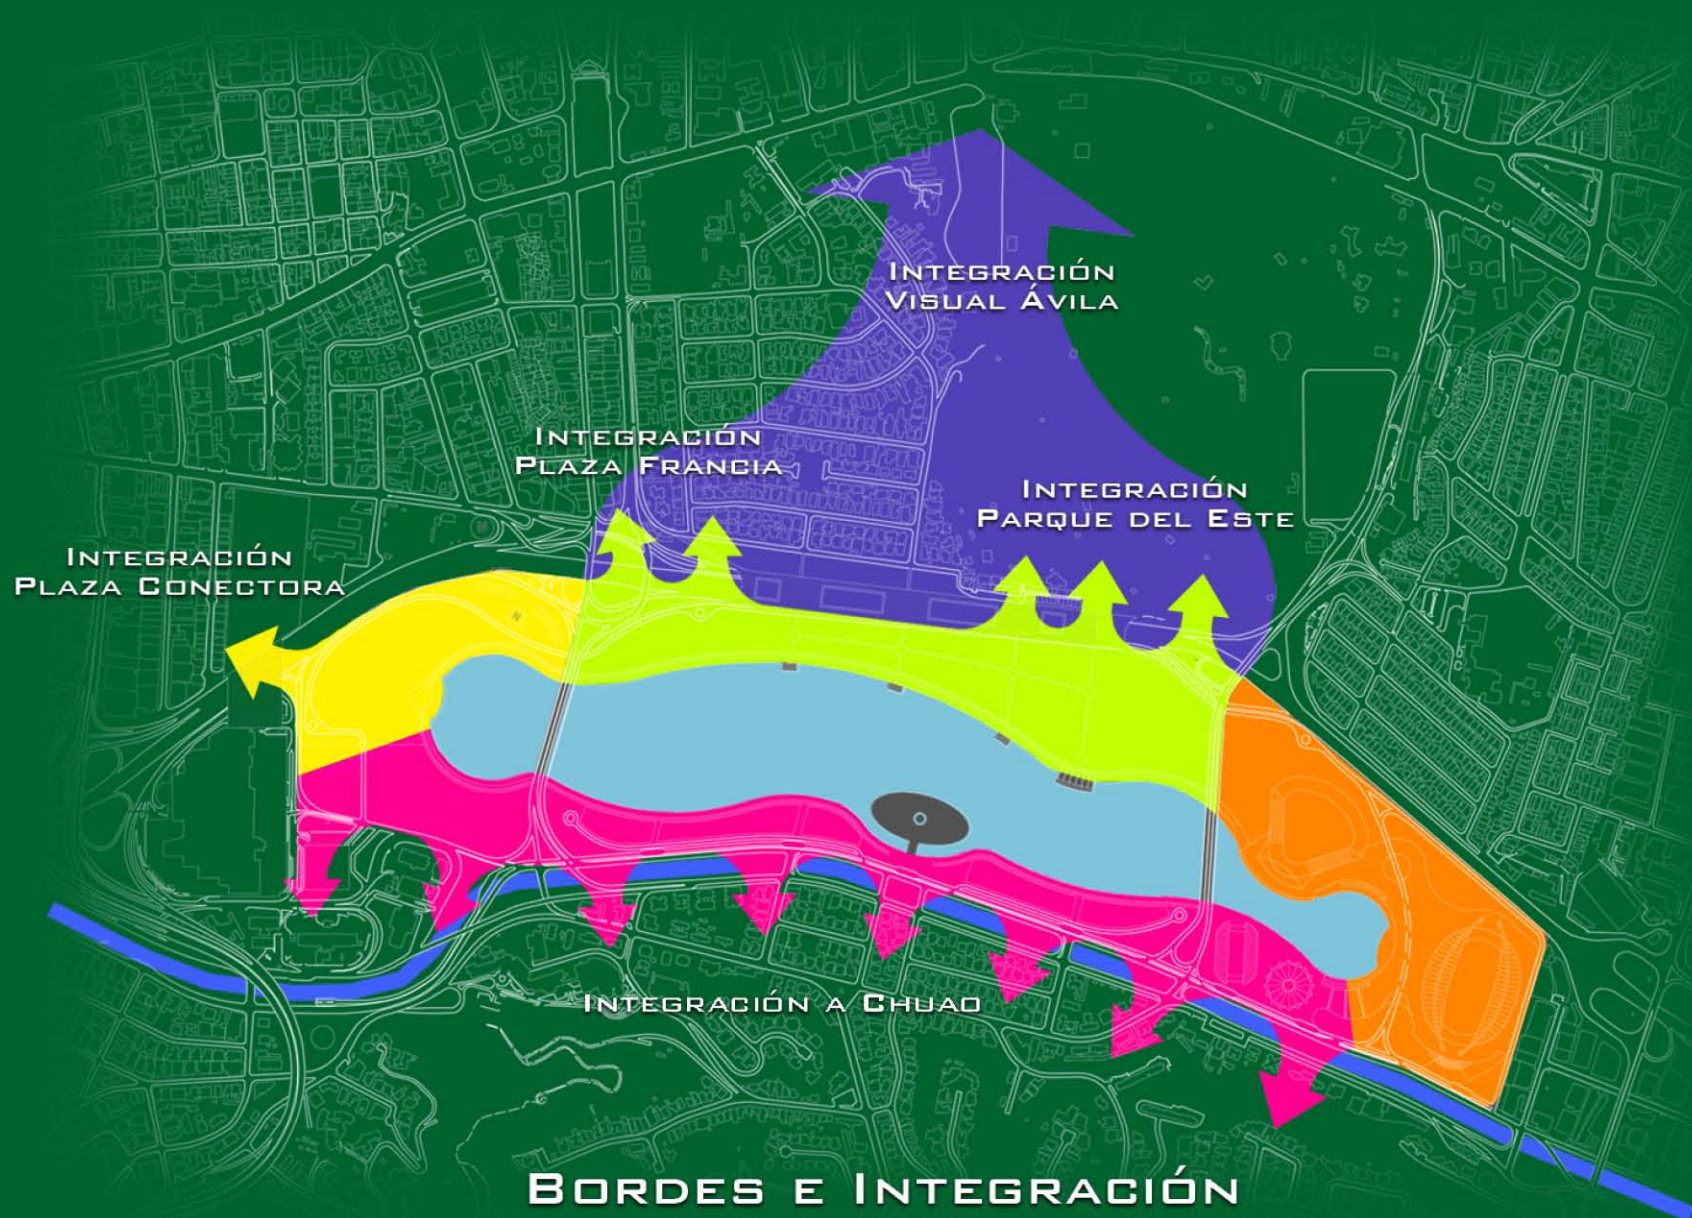 Integración
Visual Ávila
Integración
Plaza Francia
Integración
Parque del Este
Integración
Plaza Conectora
Integración a Chuao
Bordes e Integración